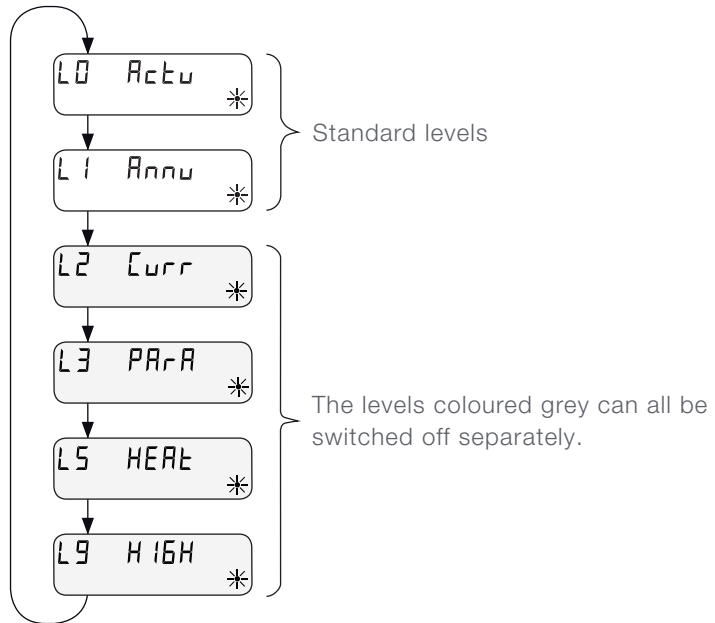 L0 Actu
Standard levels
L1 Annu
L2 Curr
L3 PArA
The levels coloured grey can all be
switched off separately.
L5 HEAt
L9 HIGH